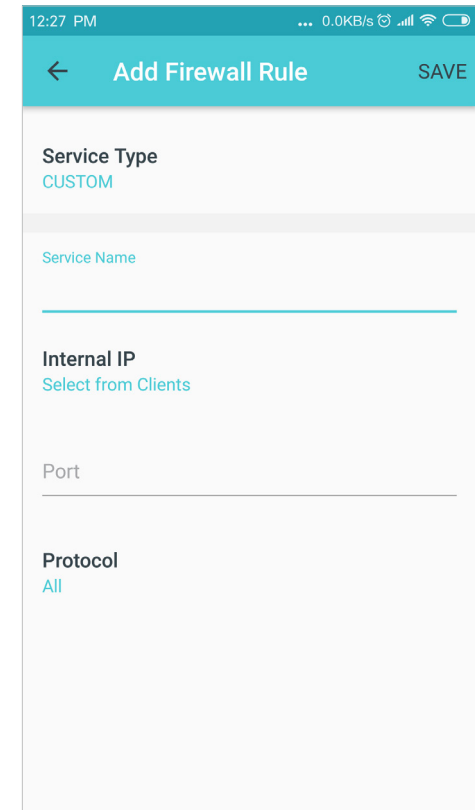 12:27 PM ... 0.0KB/s
Add Firewall Rule SAVE
Service Type
CUSTOM
Service Name
Internal IP
Select from Clients
Port
Protocol
All